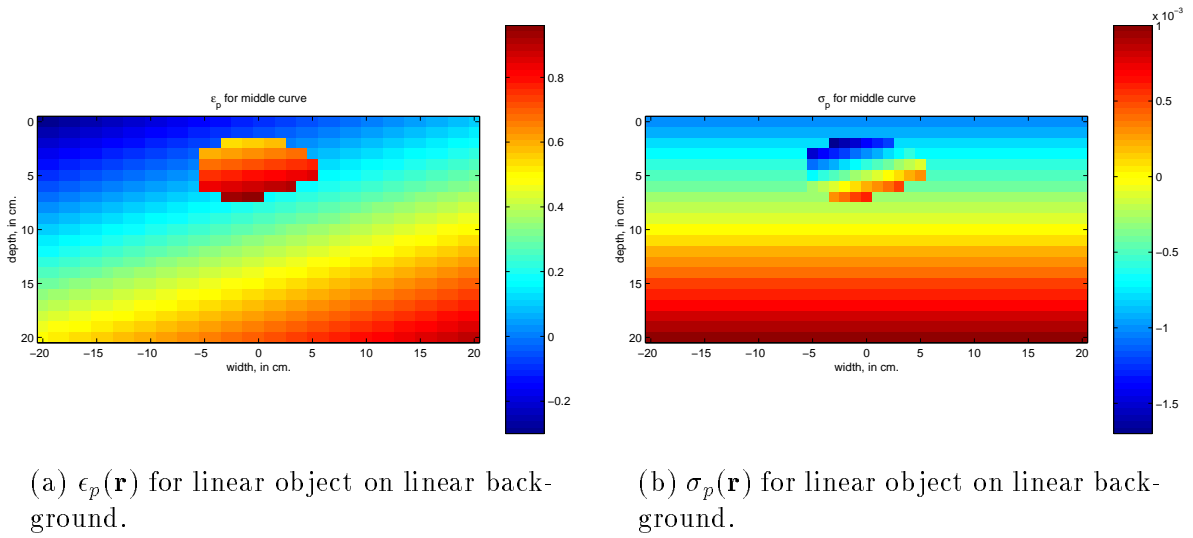 εp for middle curve
0
5
10
15
20
depth, in cm.
−20 −15 −10 −5 0 5 10 15 20
width, in cm.
0.8
0.6
0.4
0.2
0
−0.2
σp for middle curve
0
5
10
15
20
depth, in cm.
−20 −15 −10 −5 0 5 10 15 20
width, in cm.
x 10−3
1
0.5
0
−0.5
−1
−1.5
(a) ϵp(r) for linear object on linear back-
ground.
(b) σp(r) for linear object on linear back-
ground.